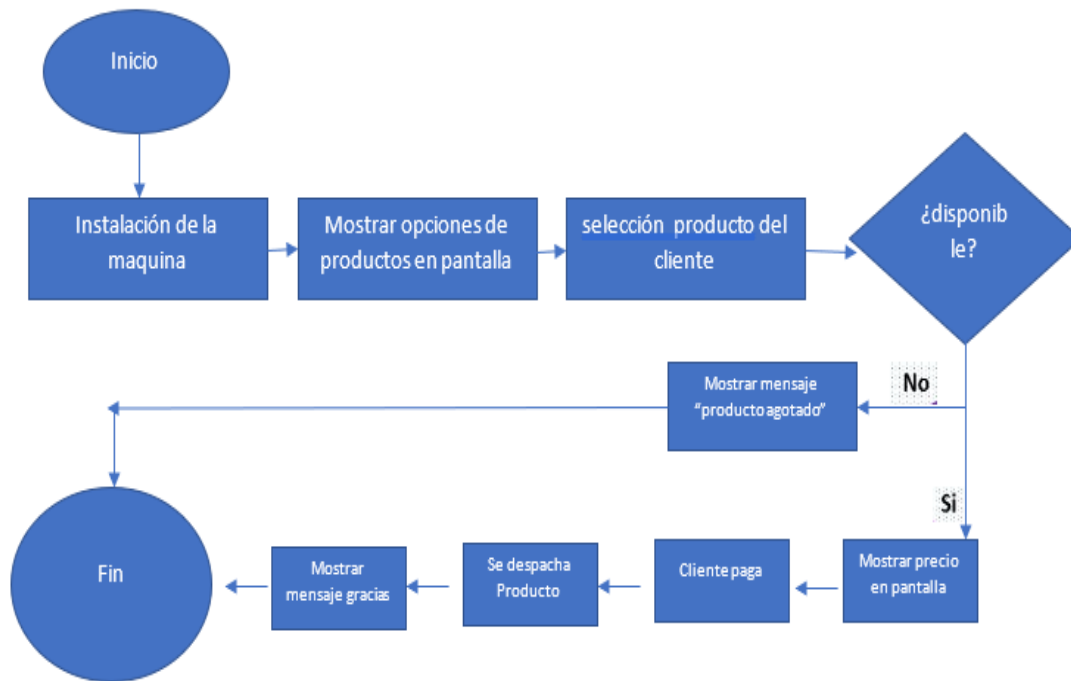 Inicio
Instalación de la
maquina
Mostrar opciones de
productos en pantalla
selección producto del
cliente
¿disponib
le?
Mostrar mensaje
“producto agotado”
No
Si
Fin
Mostrar
mensaje gracias
Se despacha
Producto
Cliente paga
Mostrar precio
en pantalla